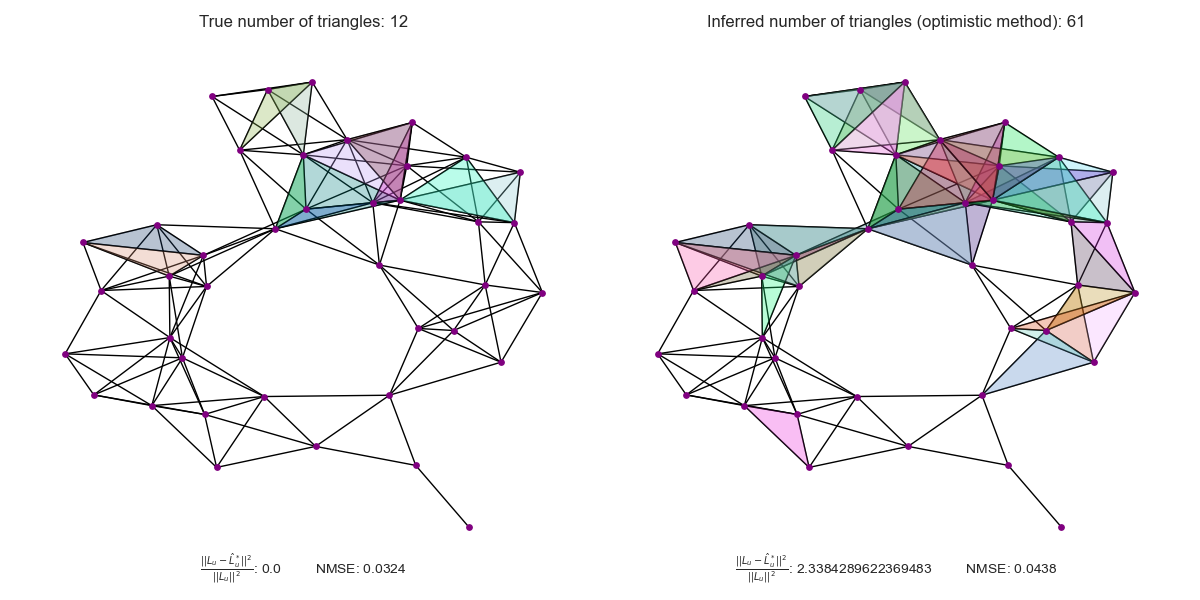 True number of triangles: 12
Inferred number of triangles (optimistic method): 61
$\frac{||L_u - \hat{L}_u^*||^2}{||L_u||^2}$: 0.0 NMSE: 0.0324
$\frac{||L_u - \hat{L}_u^*||^2}{||L_u||^2}$: 2.3384289622369483 NMSE: 0.0438